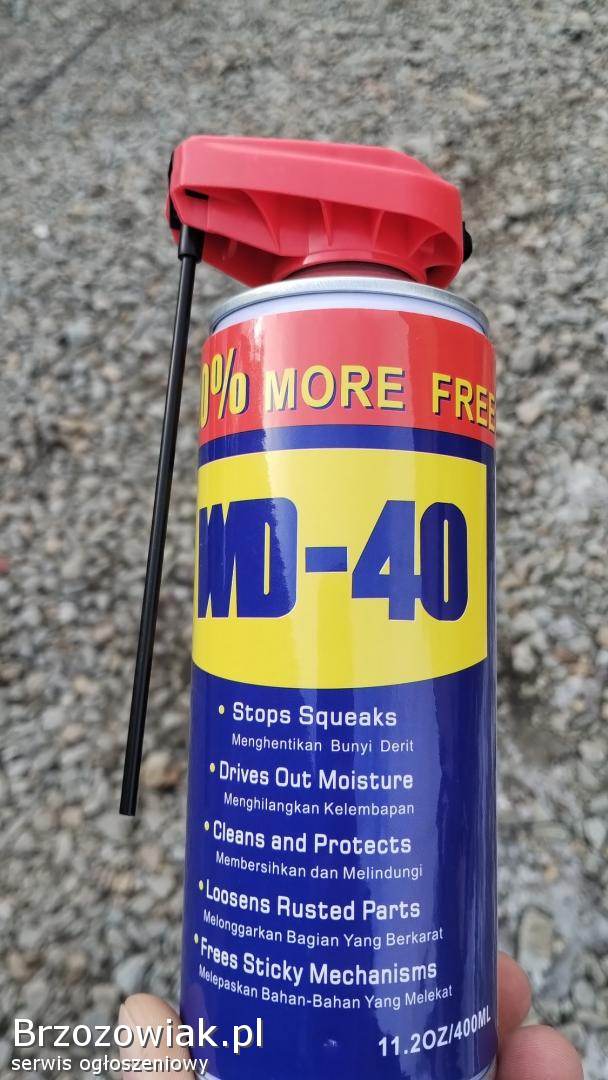 0% MORE FREE
WD-40
• Stops Squeaks
Menghentikan Bunyi Derit
• Drives Out Moisture
Menghilangkan Kelembapan
• Cleans and Protects
Membersihkan dan Melindungi
• Loosens Rusted Parts
Melonggarkan Bagian Yang Berkarat
• Frees Sticky Mechanisms
Melepaskan Bahan-Bahan Yang Melekat
11.2OZ/400ML
Brzozowiak.pl
serwis ogłoszeniowy